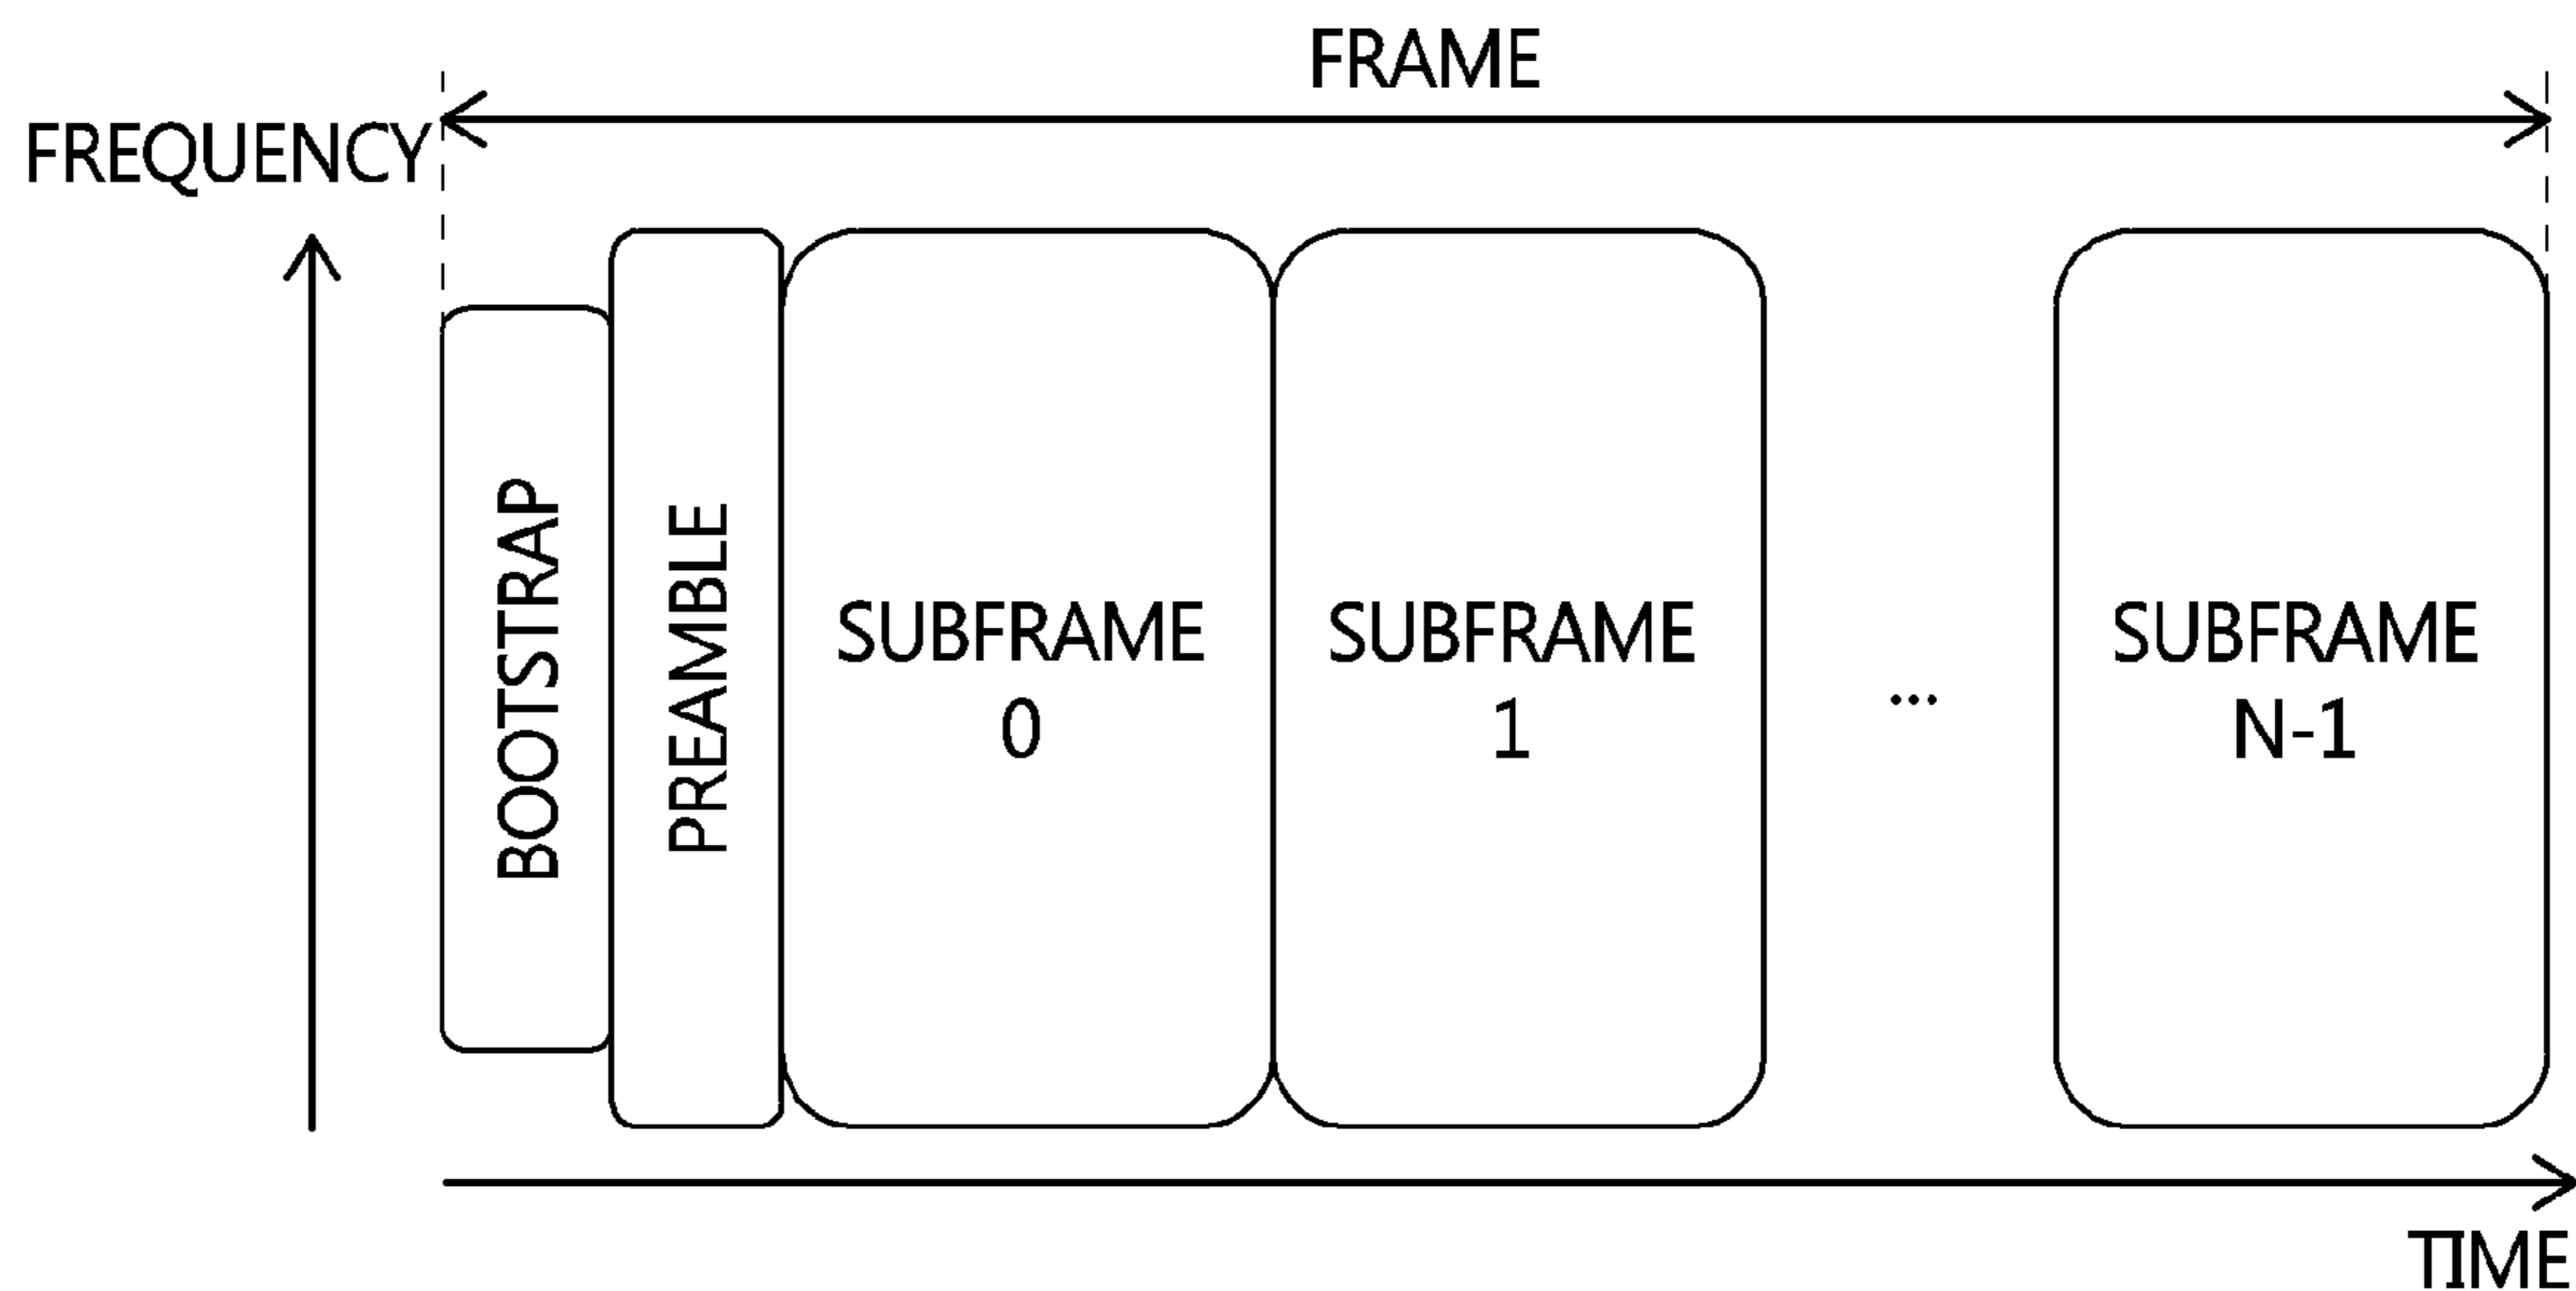 FRAME
FREQUENCY
BOOTSTRAP
PREAMBLE
SUBFRAME
0
SUBFRAME
1
...
SUBFRAME
N-1
TIME